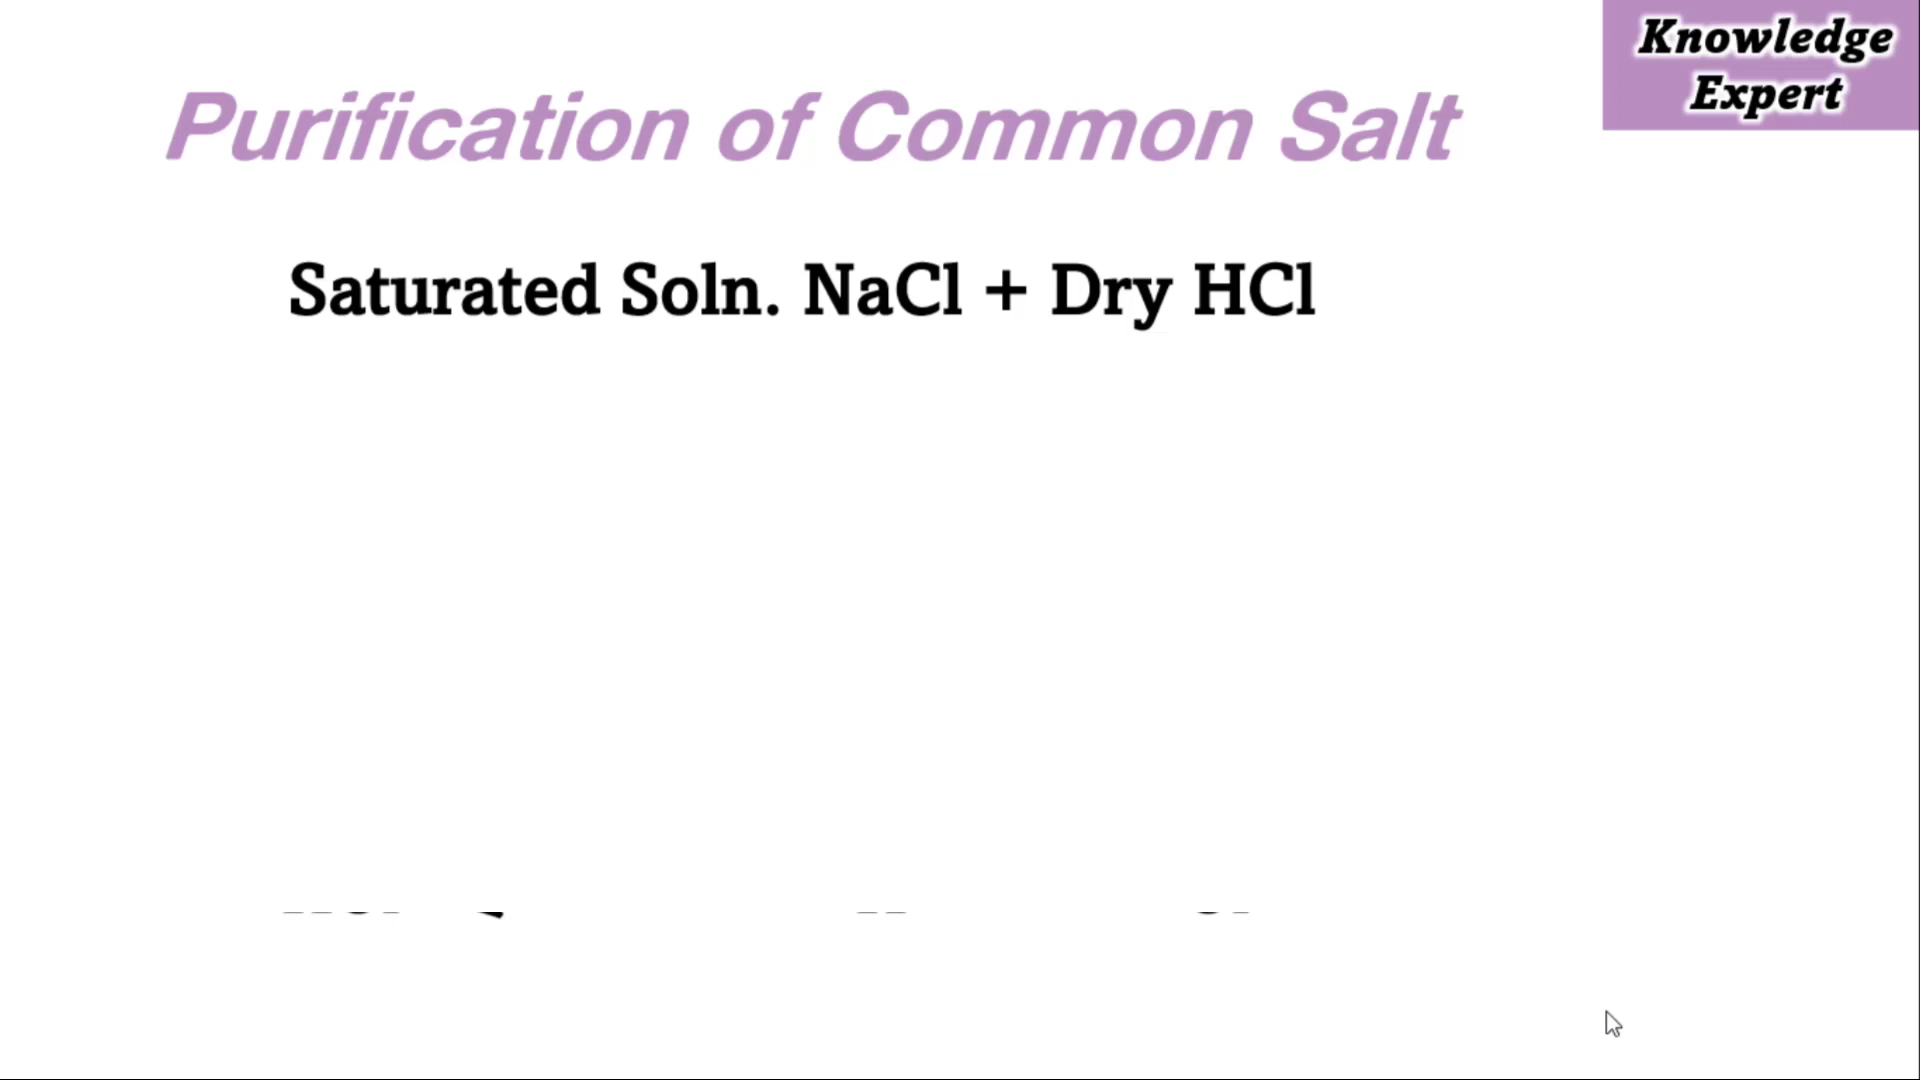 Knowledge
Expert
Purification of Common Salt
Saturated Soln. NaCl + Dry HCl